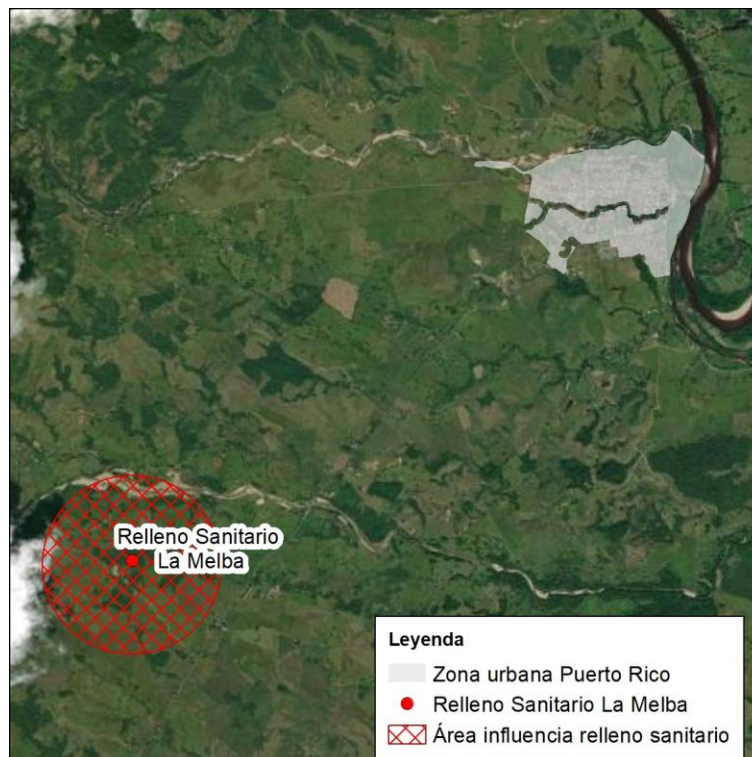 Relleno Sanitario
La Melba
Leyenda
Zona urbana Puerto Rico
Relleno Sanitario La Melba
Área influencia relleno sanitario